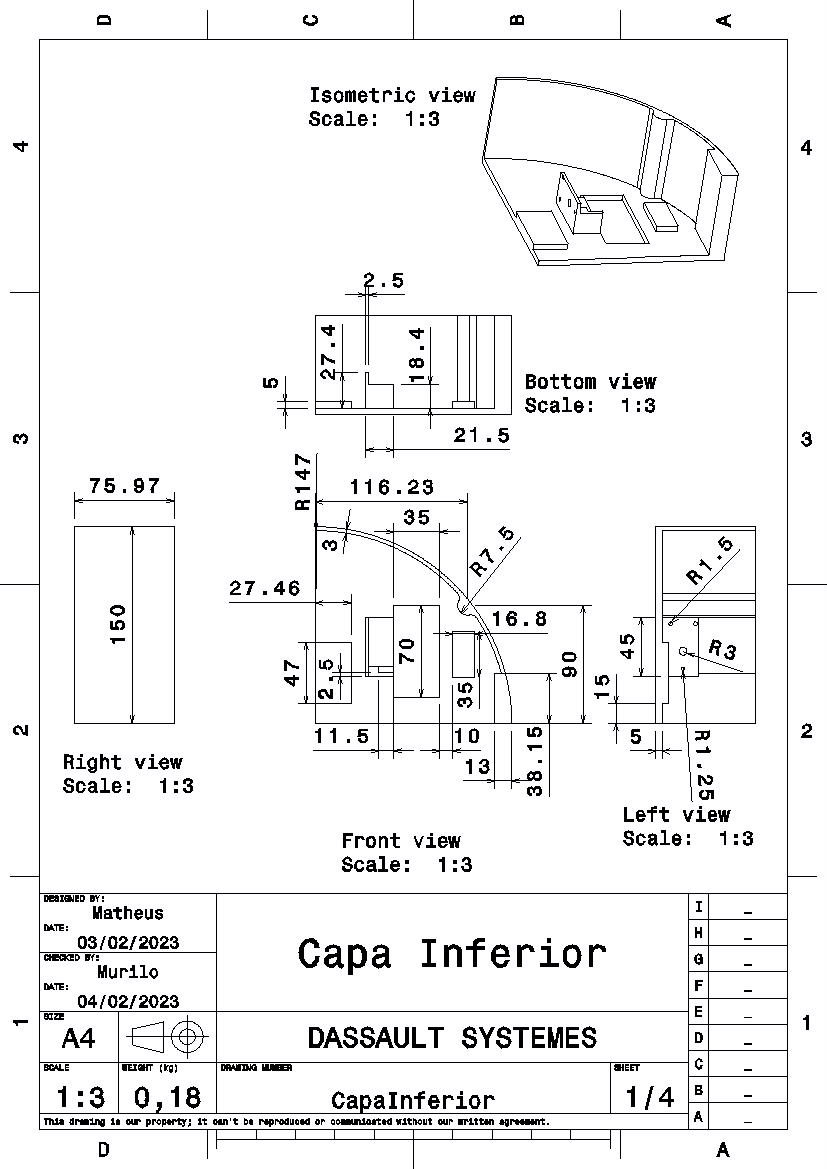 D C B A
4 4
Isometric view
Scale: 1:3
2.5
27.4
18.4
5
Bottom view
Scale: 1:3
21.5
3 3
75.97
R147
116.23
35
3
R7.5
R1.5
27.46
150
16.8
70
90
45
R3
47
2.5
35
15
2 2
11.5
10
5
13
38.15
R1.25
Right view
Scale: 1:3
Left view
Scale: 1:3
Front view
Scale: 1:3
DESIGNED BY:
Matheus
DATE:
03/02/2023
CHECKED BY:
Murilo
DATE:
04/02/2023
Capa Inferior
I _
H _
G _
F _
E _
D _
C _
B _
A _
1 1
SIZE
A4
DASSAULT SYSTEMES
SCALE
1:3
WEIGHT (kg)
0,18
DRAWING NUMBER
CapaInferior
SHEET
1/4
This drawing is our property; it can't be reproduced or communicated without our written agreement.
D A